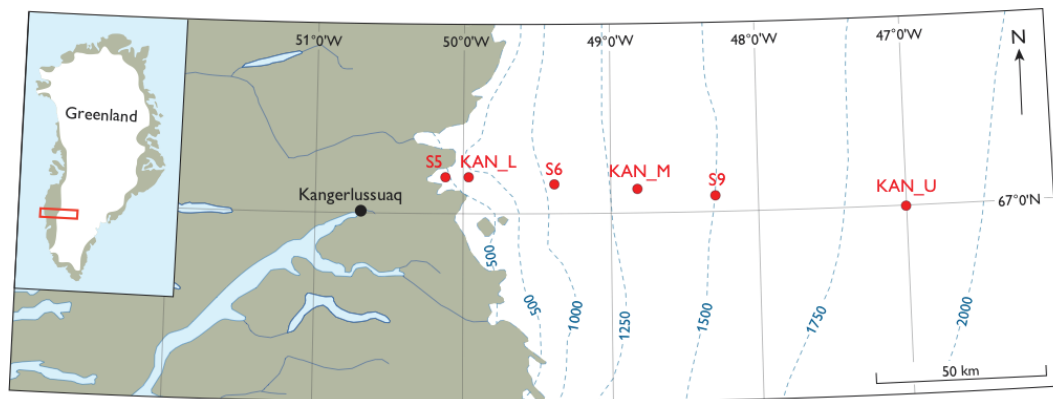 Greenland
51°0'W
50°0'W
49°0'W
48°0'W
47°0'W
N
S5
KAN_L
S6
KAN_M
S9
KAN_U
67°0'N
Kangerlussuaq
500
500
1000
1250
1500
1750
2000
50 km